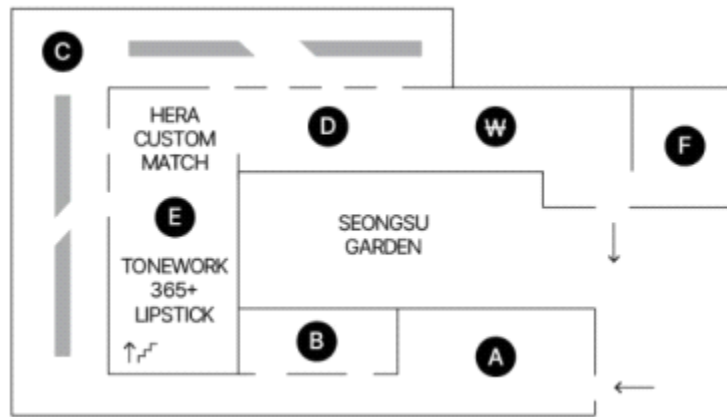 C
HERA
CUSTOM
MATCH
D
₩
F
E
SEONGSU
GARDEN
TONEWORK
365+
LIPSTICK
B
A